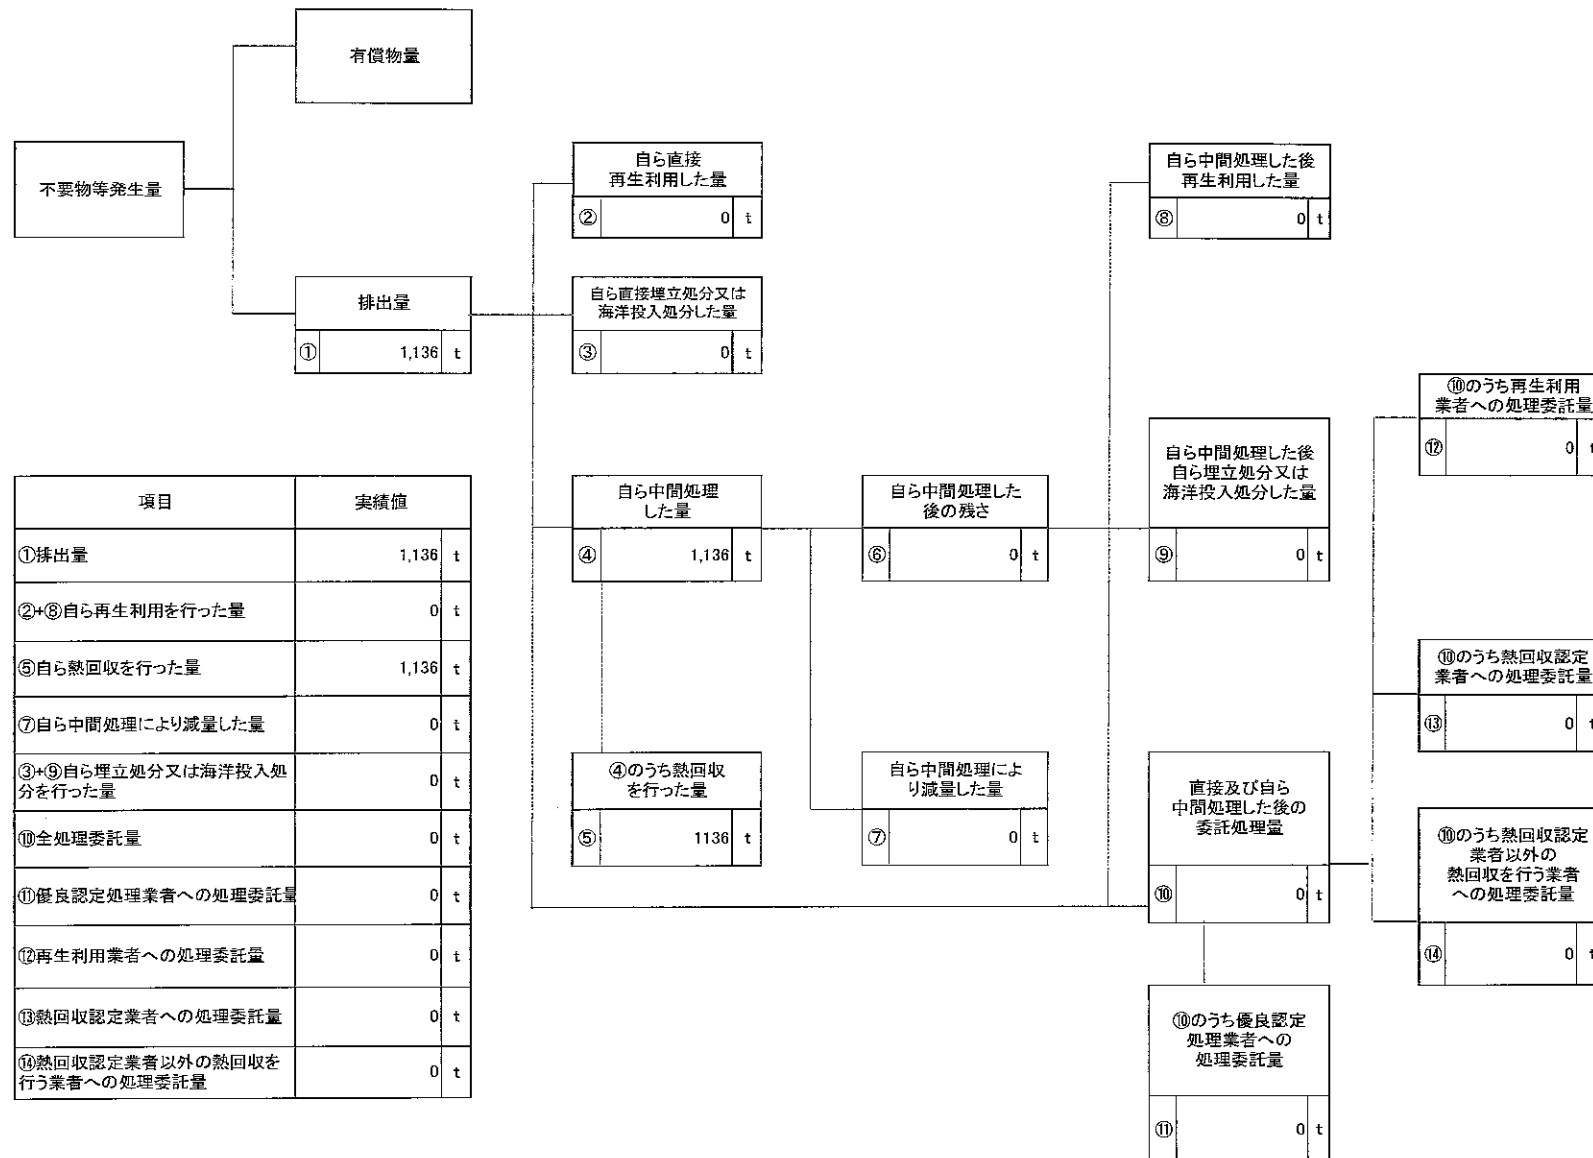 有償物量
不要物等発生量
排出量
① 1,136 t
自ら直接
再生利用した量
② 0 t
自ら直接埋立処分又は
海洋投入処分した量
③ 0 t
自ら中間処理
した量
④ 1,136 t
④のうち熱回収
を行った量
⑤ 1136 t
自ら中間処理した
後の残さ
⑥ 0 t
自ら中間処理によ
り減量した量
⑦ 0 t
自ら中間処理した後
再生利用した量
⑧ 0 t
自ら中間処理した後
自ら埋立処分又は
海洋投入処分した量
⑨ 0 t
直接及び自ら
中間処理した後の
委託処理量
⑩ 0 t
⑩のうち優良認定
処理業者への
処理委託量
⑪ 0 t
⑩のうち再生利用
業者への処理委託量
⑫ 0 t
⑩のうち熱回収認定
業者への処理委託量
⑬ 0 t
⑩のうち熱回収認定
業者以外の
熱回収を行う業者
への処理委託量
⑭ 0 t
項目 実績値
①排出量 1,136 t
②+⑧自ら再生利用を行った量 0 t
⑤自ら熱回収を行った量 1,136 t
⑦自ら中間処理により減量した量 0 t
③+⑨自ら埋立処分又は海洋投入処
分を行った量 0 t
⑩全処理委託量 0 t
⑪優良認定処理業者への処理委託量 0 t
⑫再生利用業者への処理委託量 0 t
⑬熱回収認定業者への処理委託量 0 t
⑭熱回収認定業者以外の熱回収を
行う業者への処理委託量 0 t